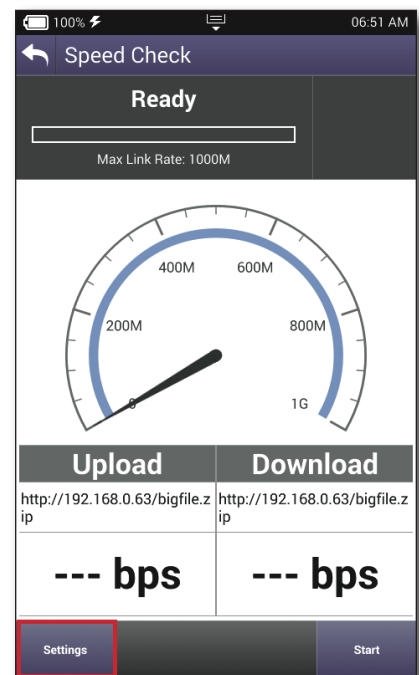 100%
06:51 AM
Speed Check
Ready
Max Link Rate: 1000M
400M
600M
200M
800M
0
1G
Upload
Download
http://192.168.0.63/bigfile.z
ip
http://192.168.0.63/bigfile.z
ip
--- bps
--- bps
Settings
Start